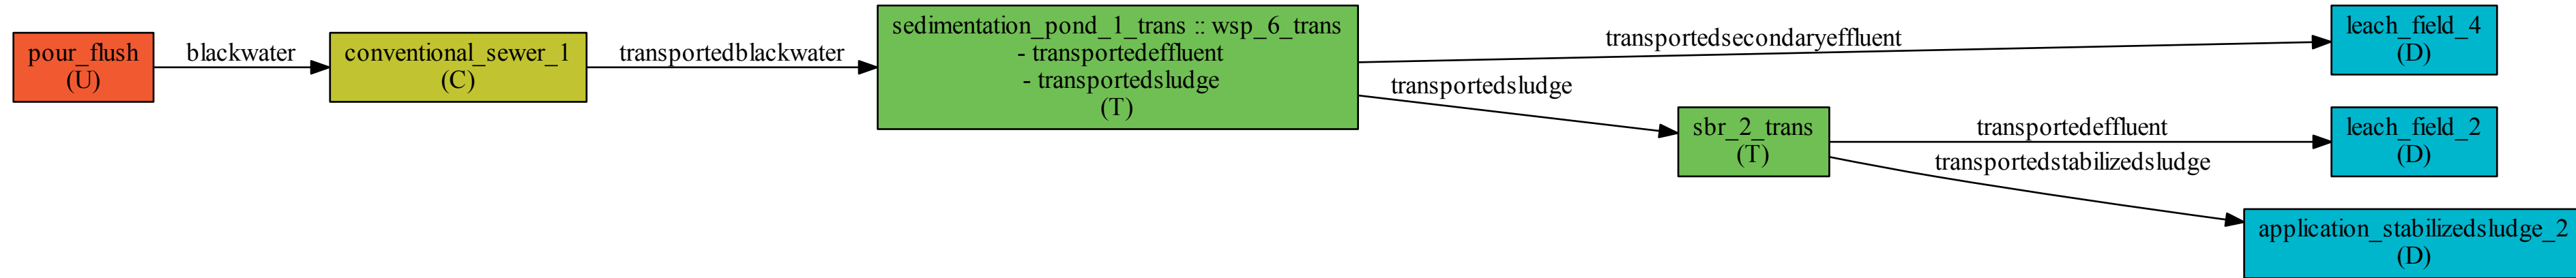 pour_flush
(U)
blackwater
conventional_sewer_1
(C)
transportedblackwater
sedimentation_pond_1_trans :: wsp_6_trans
- transportedeffluent
- transportedsludge
(T)
transportedsecondaryeffluent
leach_field_4
(D)
transportedsludge
sbr_2_trans
(T)
transportedeffluent
leach_field_2
(D)
transportedstabilizedsludge
application_stabilizedsludge_2
(D)